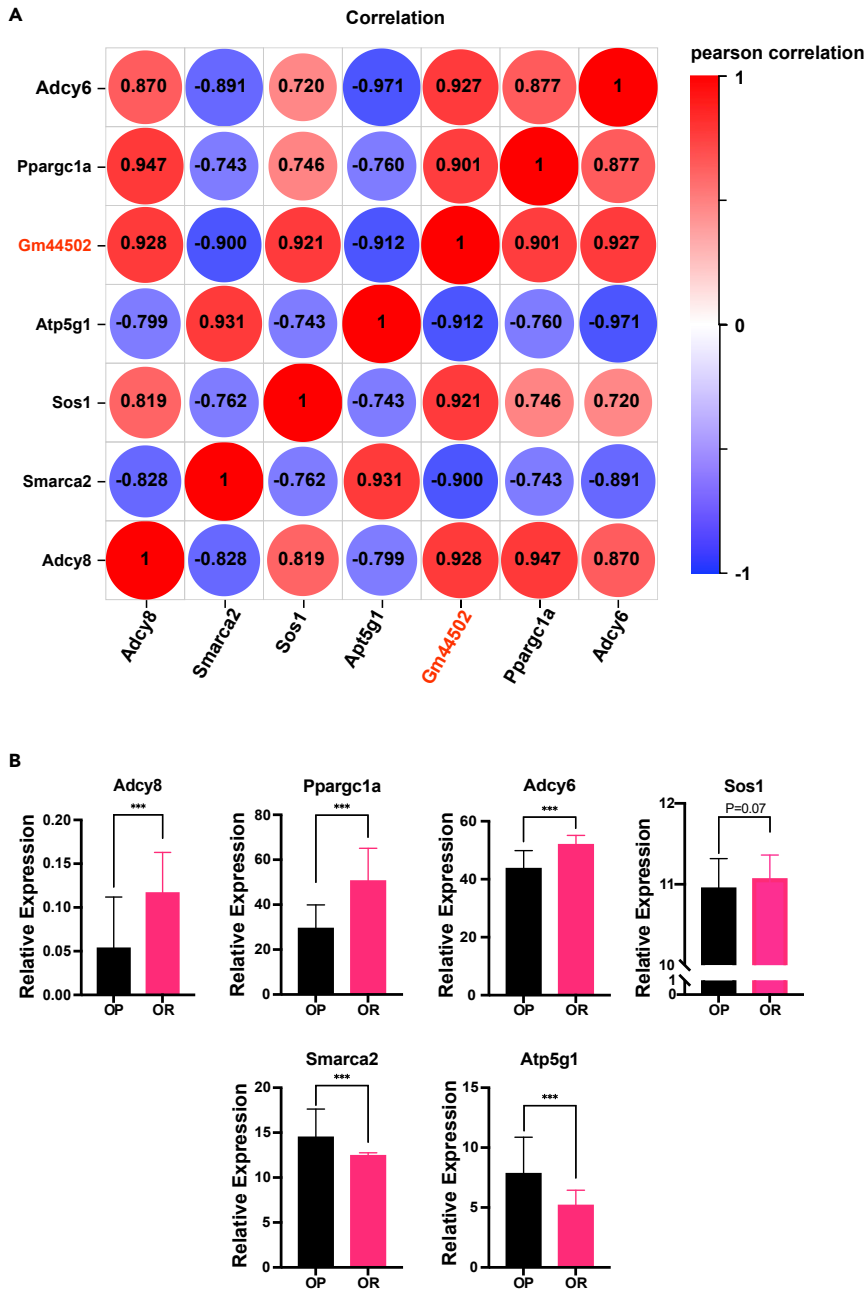 A
Correlation
pearson correlation
Adcy6 0.870 -0.891 0.720 -0.971 0.927 0.877 1
Ppargc1a 0.947 -0.743 0.746 -0.760 0.901 1 0.877
Gm44502 0.928 -0.900 0.921 -0.912 1 0.901 0.927
Atp5g1 -0.799 0.931 -0.743 1 -0.912 -0.760 -0.971
Sos1 0.819 -0.762 1 -0.743 0.921 0.746 0.720
Smarca2 -0.828 1 -0.762 0.931 -0.900 -0.743 -0.891
Adcy8 1 -0.828 0.819 -0.799 0.928 0.947 0.870
Adcy8 Smarca2 Sos1 Apt5g1 Gm44502 Ppargc1a Adcy6
1
0
-1
B
Adcy8
Relative Expression
0.20
0.15
0.10
0.05
0.00
***
OP OR
Ppargc1a
Relative Expression
80
60
40
20
0
***
OP OR
Adcy6
Relative Expression
60
40
20
0
***
OP OR
Sos1
Relative Expression
12
11
10
1
0
P=0.07
OP OR
Smarca2
Relative Expression
20
15
10
5
0
***
OP OR
Atp5g1
Relative Expression
15
10
5
0
***
OP OR